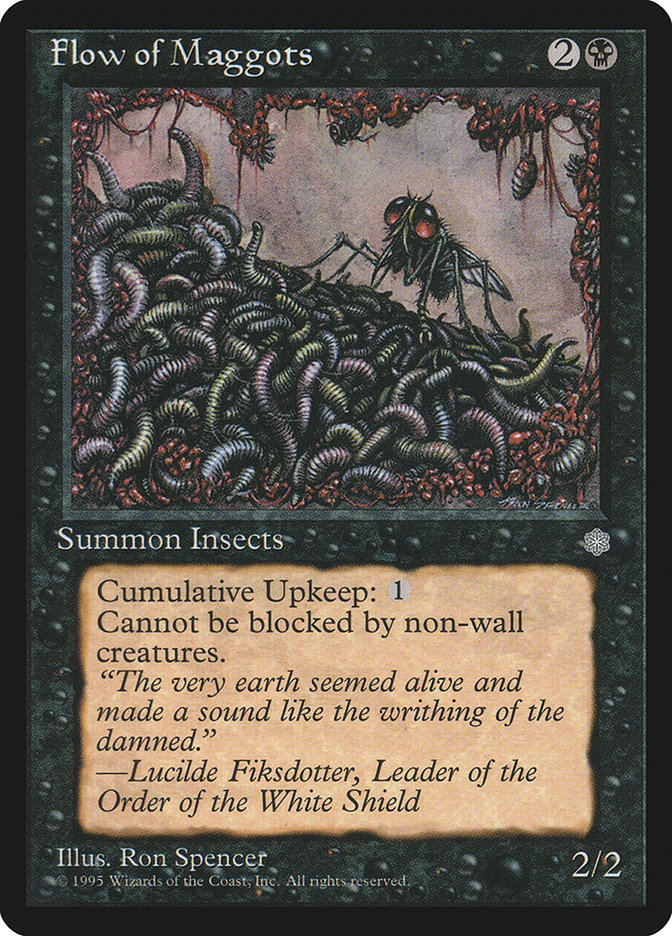 Flow of Maggots
2
Summon Insects
Cumulative Upkeep: 1
Cannot be blocked by non-wall
creatures.
“The very earth seemed alive and
made a sound like the writhing of the
damned.”
—Lucilde Fiksdotter, Leader of the
Order of the White Shield
Illus. Ron Spencer
2/2
© 1995 Wizards of the Coast, Inc. All rights reserved.